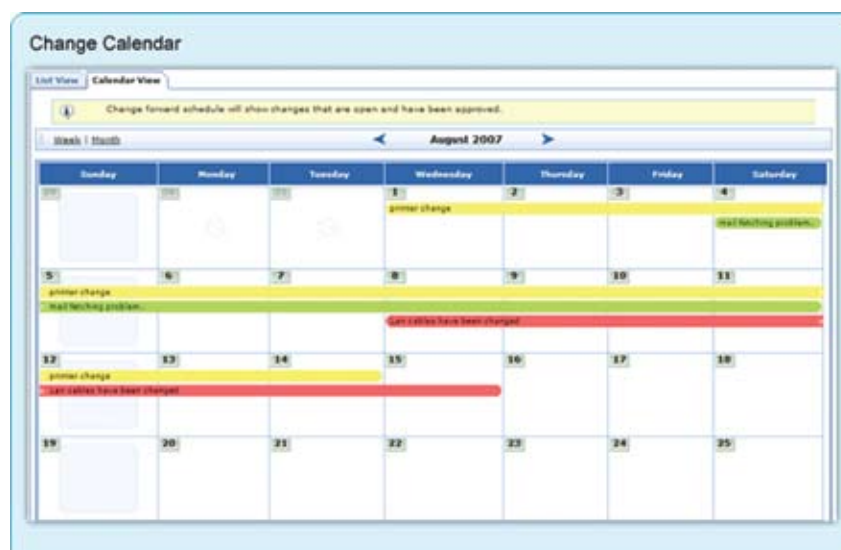 Change Calendar
List View Calendar View
Change forward schedule will show changes that are open and have been approved.
Week | Month August 2007
Sunday Monday Tuesday Wednesday Thursday Friday Saturday
1 2 3 4
printer change
mail fetching problem..
5 6 7 8 9 10 11
printer change
mail fetching problem..
Lan cables have been changed
12 13 14 15 16 17 18
printer change
Lan cables have been changed
19 20 21 22 23 24 25